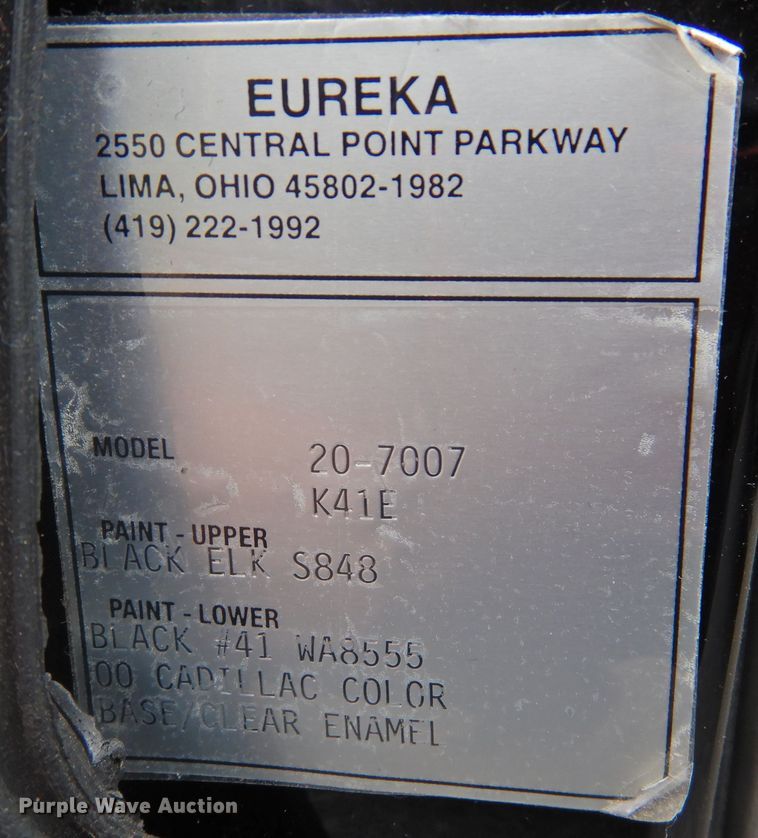 EUREKA
2550 CENTRAL POINT PARKWAY
LIMA, OHIO 45802-1982
(419) 222-1992
MODEL 20-7007
K41E
PAINT - UPPER
BLACK ELK S848
PAINT - LOWER
BLACK #41 WA8555
00 CADILLAC COLOR
BASE/CLEAR ENAMEL
Purple Wave Auction